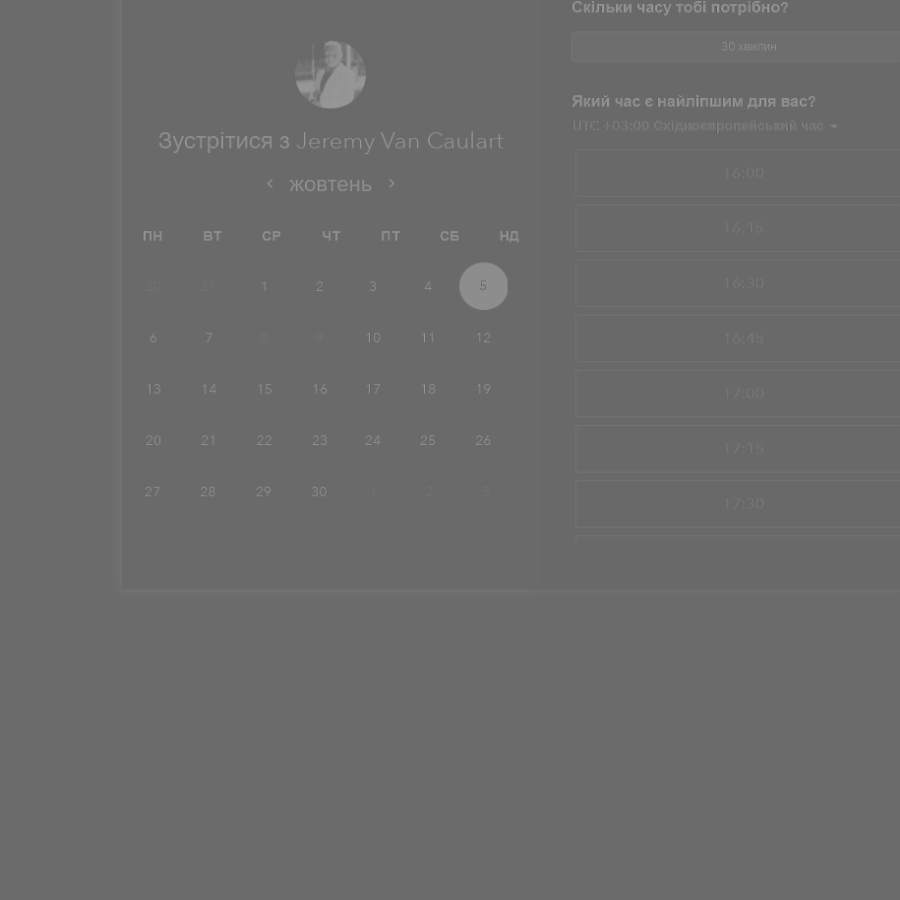 Зустрітися з Jeremy Van Caulart
жовтень
ПН ВТ СР ЧТ ПТ СБ НД
30 31 1 2 3 4 5
6 7 8 9 10 11 12
13 14 15 16 17 18 19
20 21 22 23 24 25 26
27 28 29 30 1 2 3
Скільки часу тобі потрібно?
30 хвилин
Який час є найліпшим для вас?
UTC +03:00 Східноєвропейський час
16:00
16:15
16:30
16:45
17:00
17:15
17:30